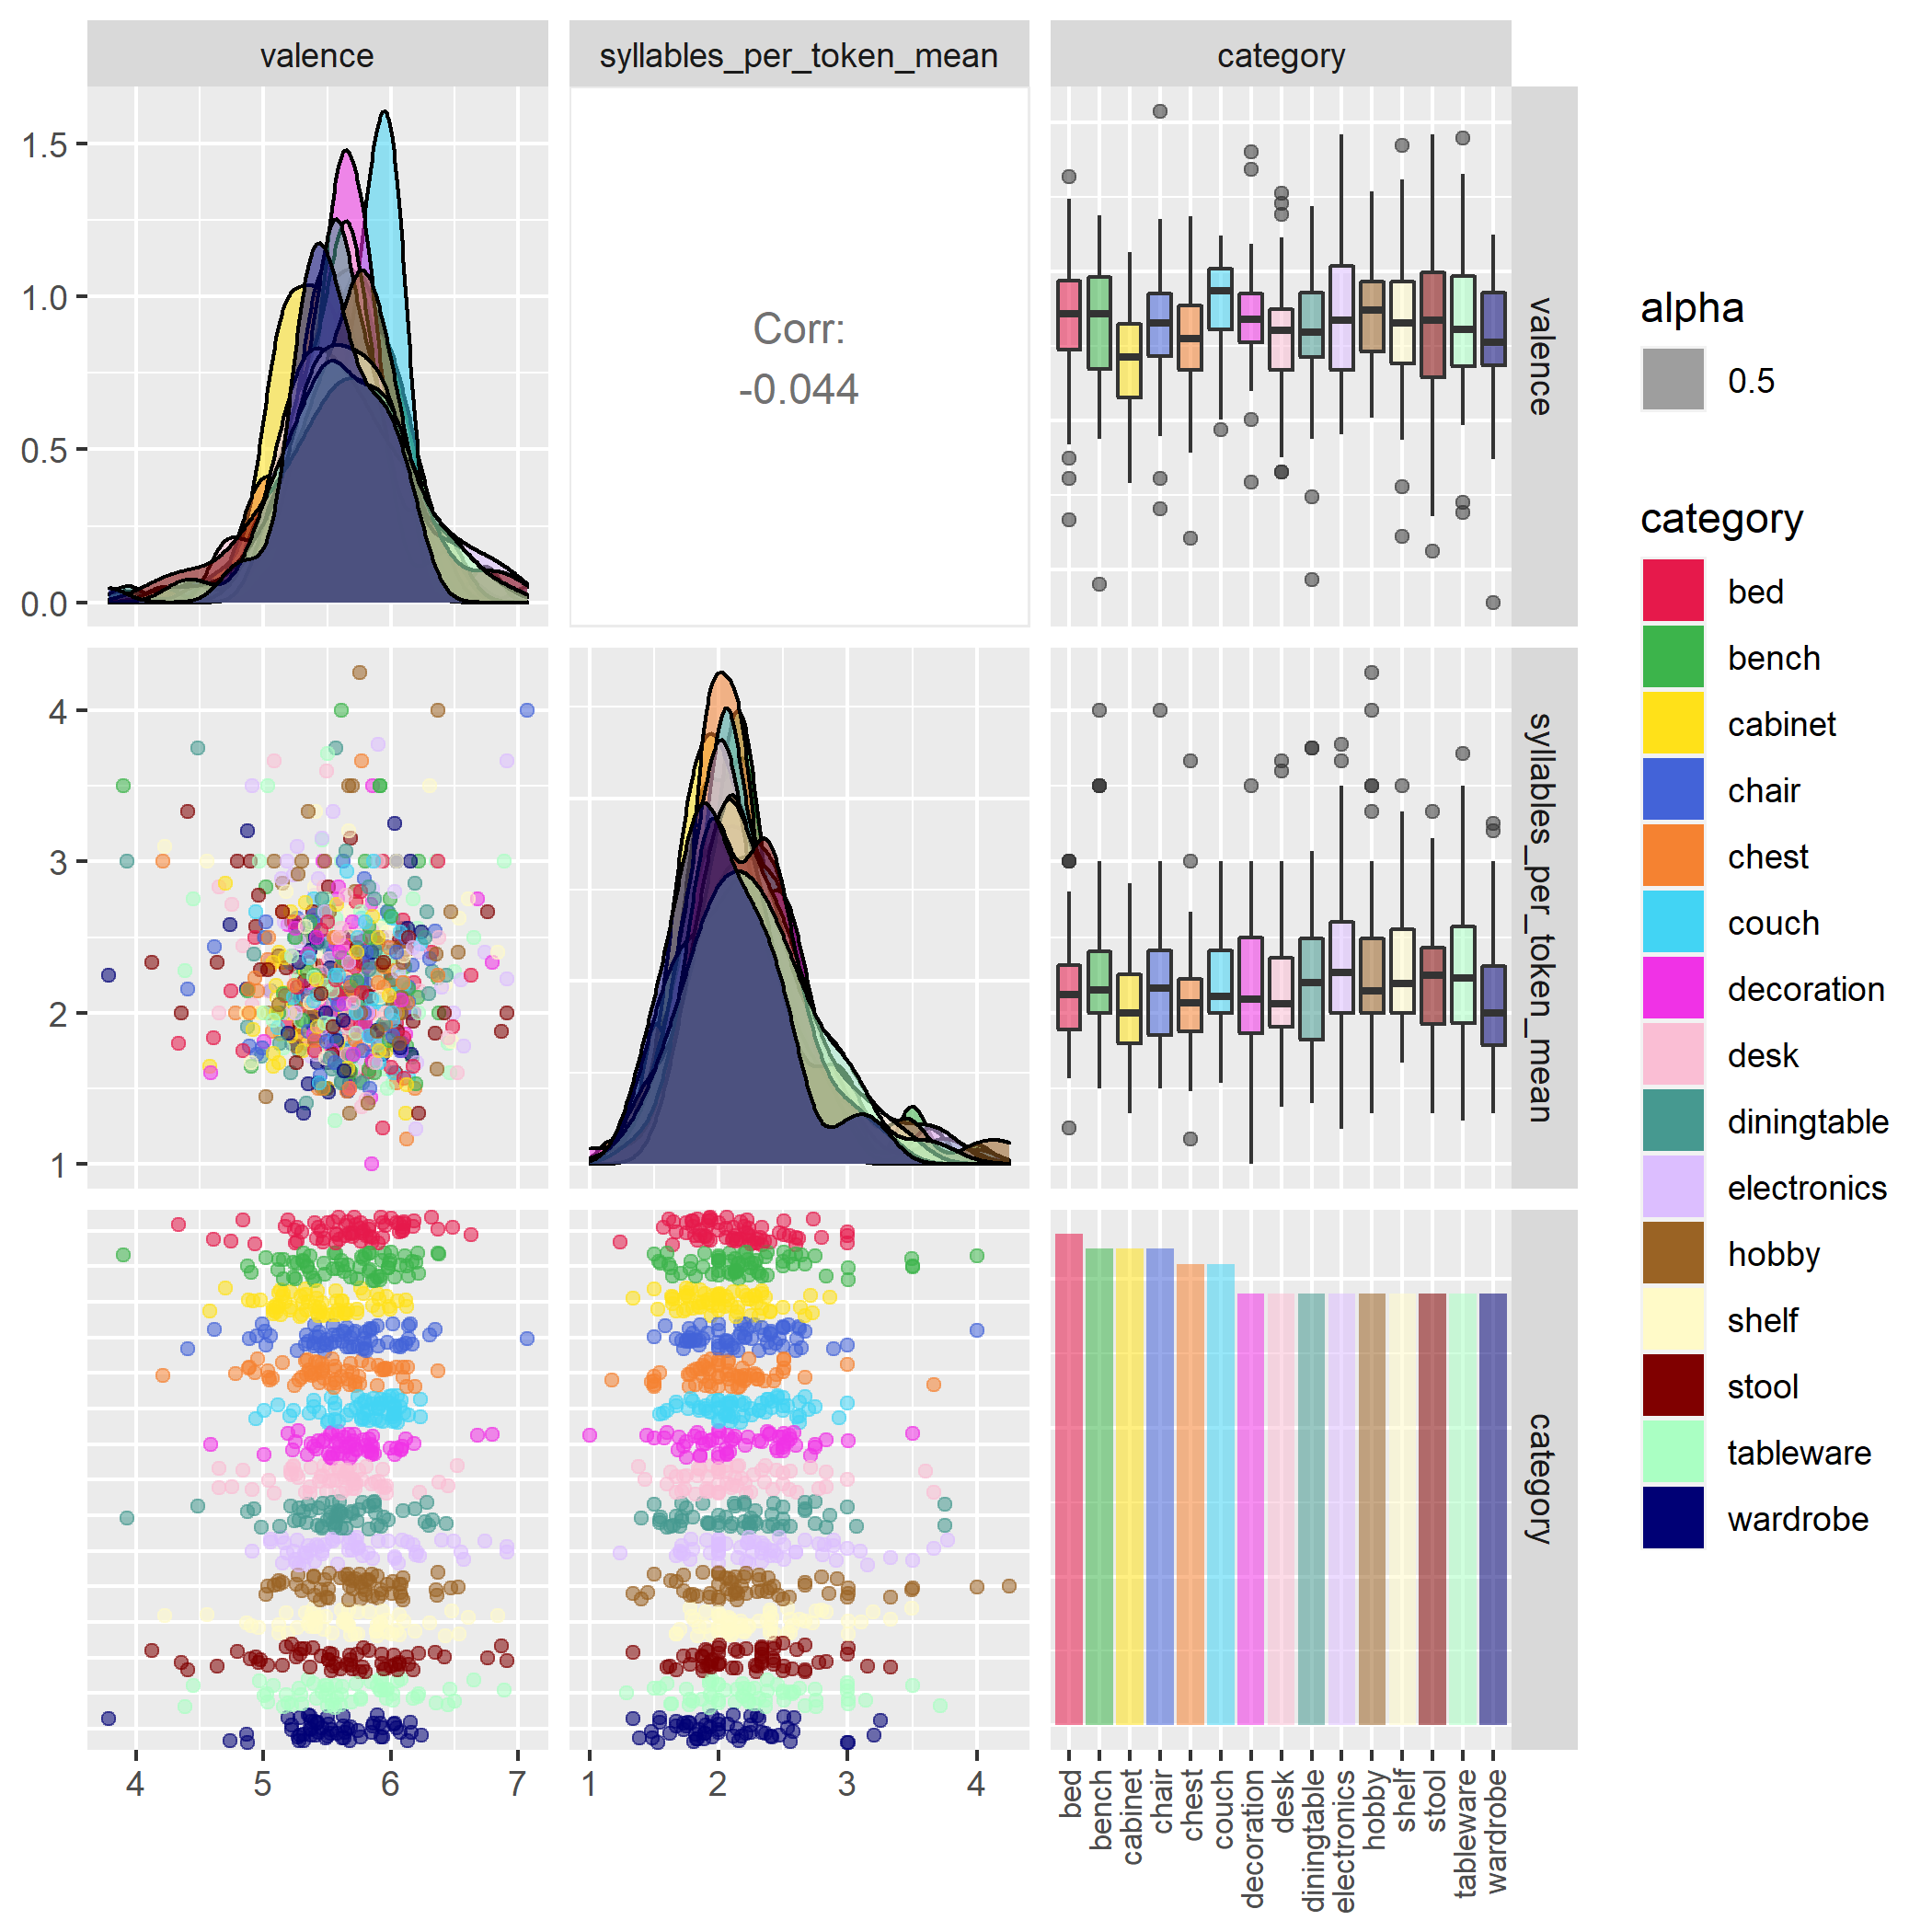 valence
syllables_per_token_mean
category
1.5
1.0
0.5
0.0
Corr:
-0.044
valence
4
3
2
1
syllables_per_token_mean
category
4
5
6
7
1
2
3
4
bed
bench
cabinet
chair
chest
couch
decoration
desk
diningtable
electronics
hobby
shelf
stool
tableware
wardrobe
alpha
0.5
category
bed
bench
cabinet
chair
chest
couch
decoration
desk
diningtable
electronics
hobby
shelf
stool
tableware
wardrobe